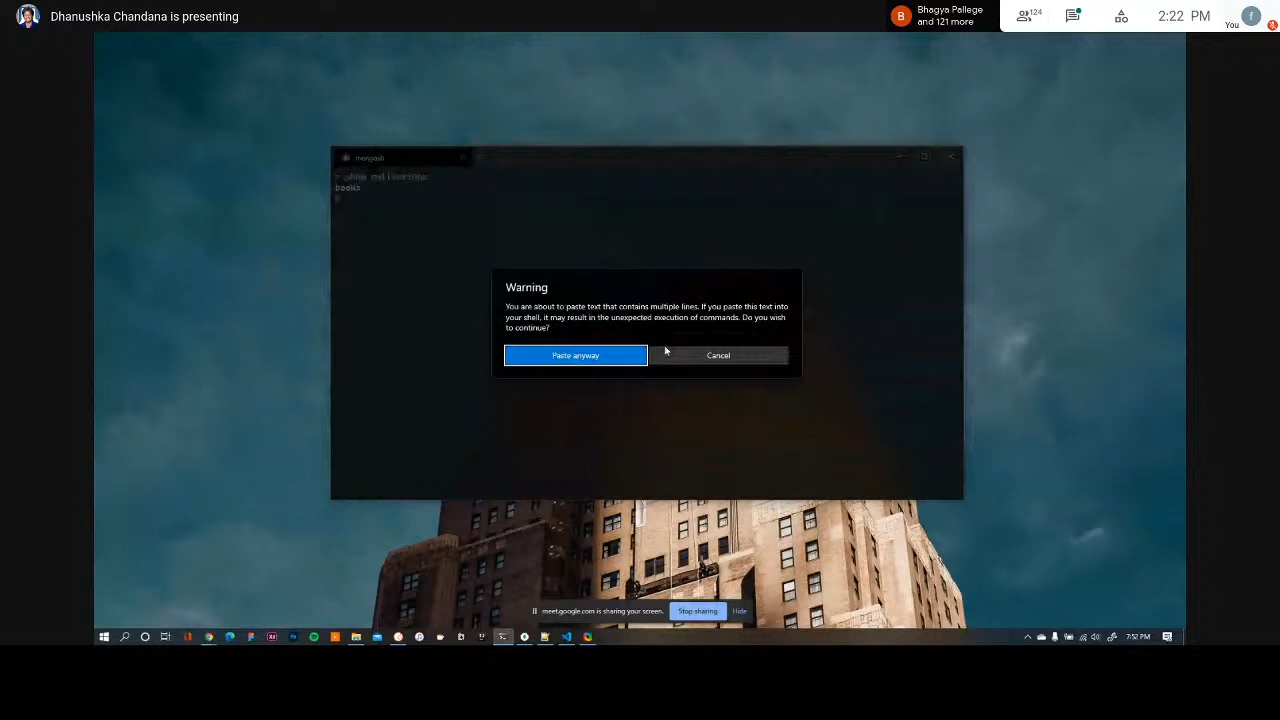 Dhanushka Chandana is presenting
B
Bhagya Pallege
and 121 more
124
2:22 PM
You
f
books
Warning
You are about to paste text that contains multiple lines. If you paste this text into
your shell, it may result in the unexpected execution of commands. Do you wish
to continue?
Paste anyway
Cancel
meet.google.com is sharing your screen.
Stop sharing
Hide
7:52 PM